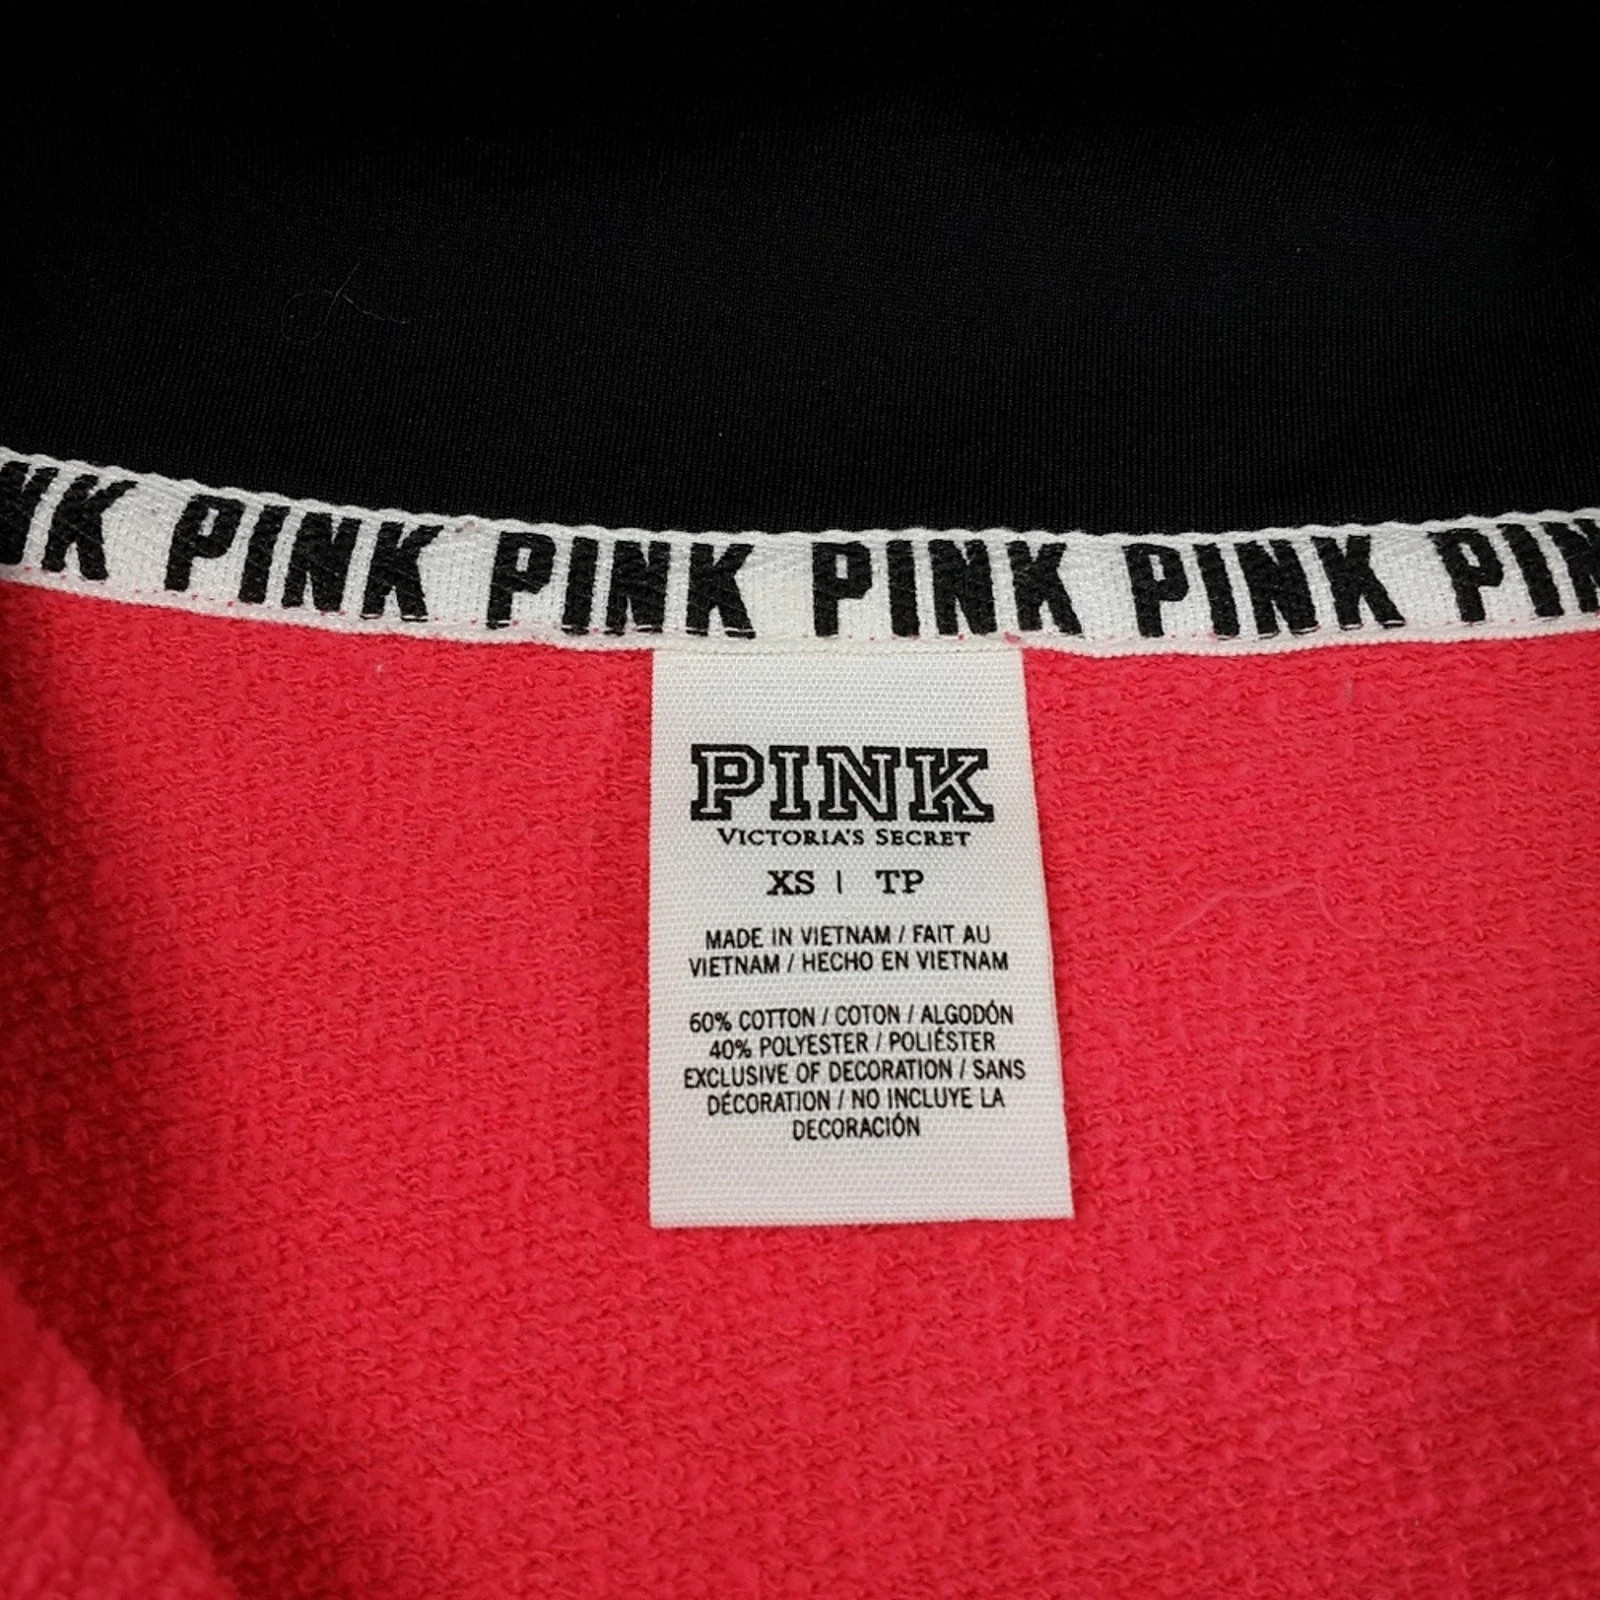 NK PINK PINK PINK PINK PIN
PINK
VICTORIA'S SECRET
XS | TP
MADE IN VIETNAM / FAIT AU
VIETNAM / HECHO EN VIETNAM
60% COTTON / COTON / ALGODÓN
40% POLYESTER / POLIÉSTER
EXCLUSIVE OF DECORATION / SANS
DÉCORATION / NO INCLUYE LA
DECORACIÓN